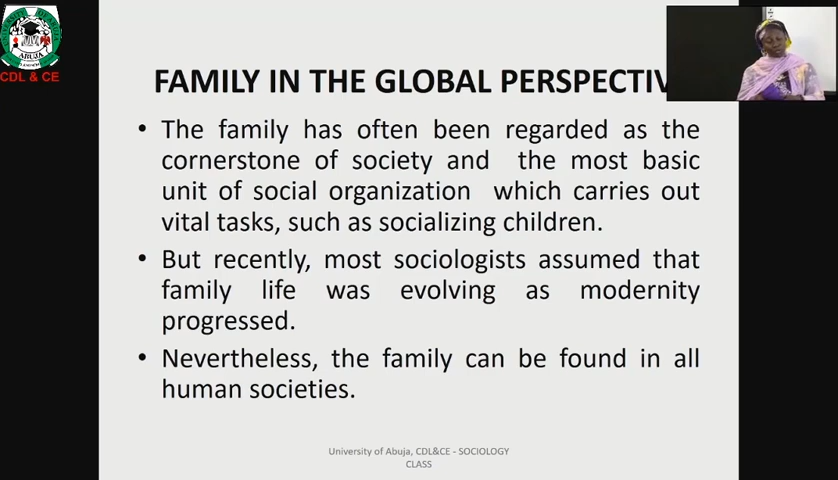 ABUJA
CDL & CE
FAMILY IN THE GLOBAL PERSPECTIV
• The family has often been regarded as the
cornerstone of society and the most basic
unit of social organization which carries out
vital tasks, such as socializing children.
• But recently, most sociologists assumed that
family life was evolving as modernity
progressed.
• Nevertheless, the family can be found in all
human societies.
University of Abuja, CDL&CE - SOCIOLOGY
CLASS